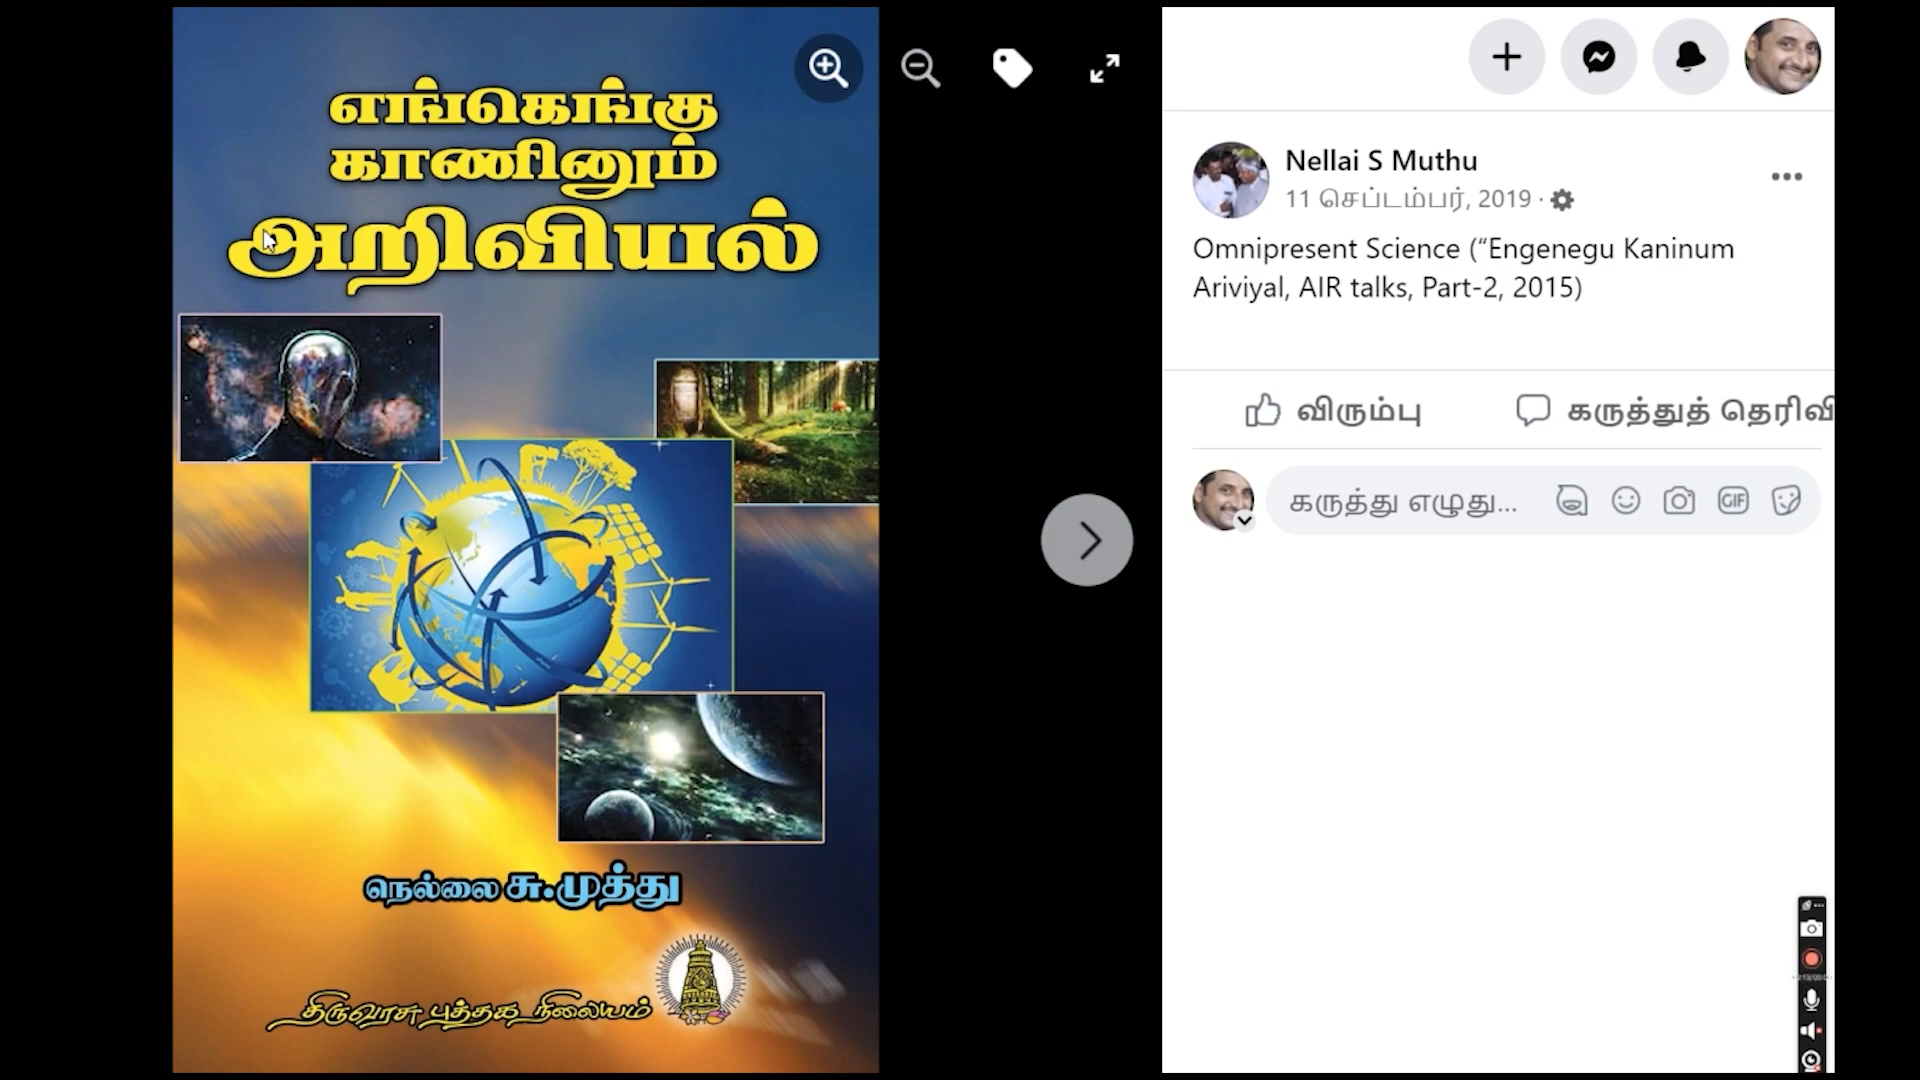 எங்கெங்கு
காணினும்
அறிவியல்
நெல்லை சு.முத்து
திருவரசு புத்தக நிலையம்
Nellai S Muthu
11 செப்டம்பர், 2019 ·
Omnipresent Science (“Engenegu Kaninum
Ariviyal, AIR talks, Part-2, 2015)
விரும்பு
கருத்துத் தெரிவி
கருத்து எழுது...
GIF